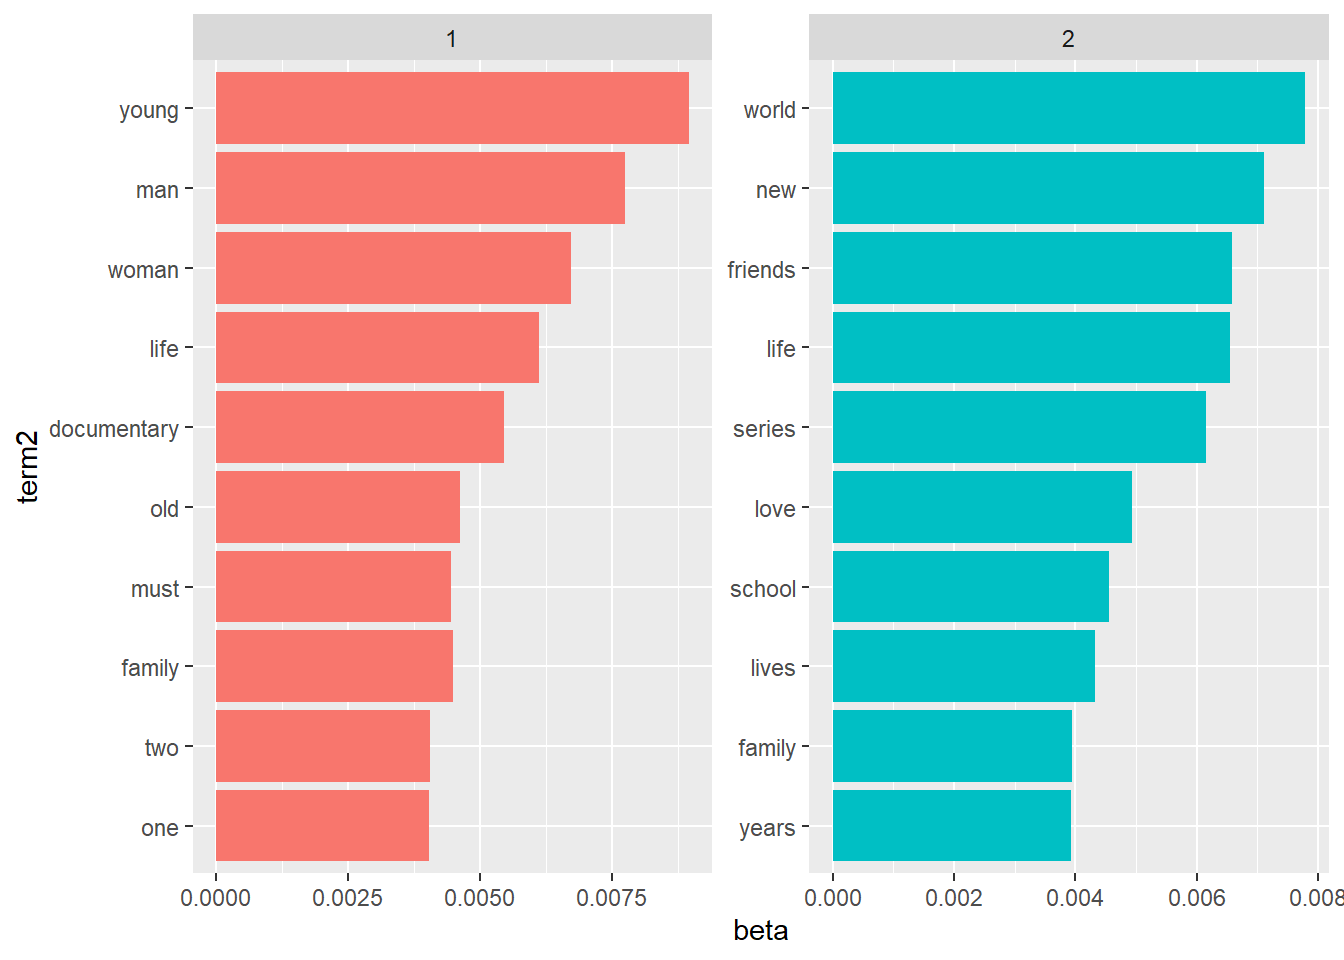 1
2
term2
young
man
woman
life
documentary
old
must
family
two
one
world
new
friends
life
series
love
school
lives
family
years
0.0000 0.0025 0.0050 0.0075
0.000 0.002 0.004 0.006 0.008
beta